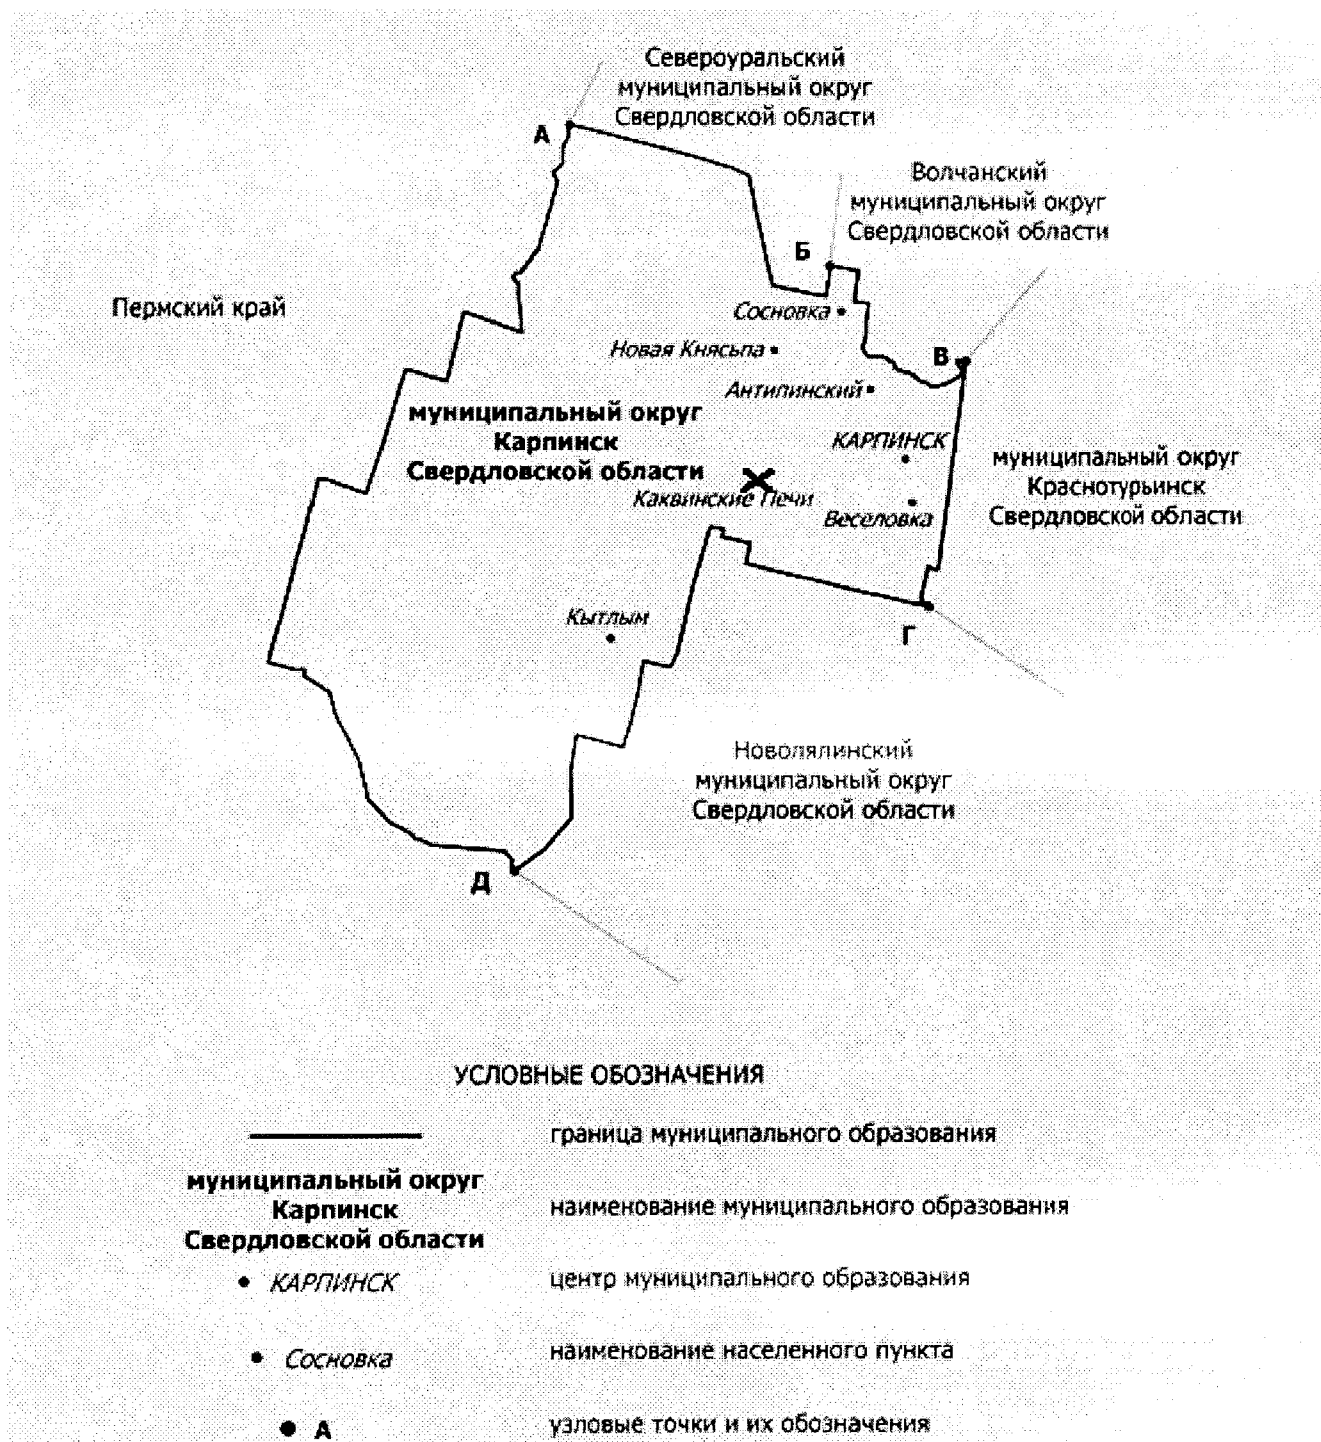 Североуральский
муниципальный округ
Свердловской области
А
Волчанский
муниципальный округ
Свердловской области
Б
Пермский край
Сосновка
Новая Княсьпа
В
Антипинский
муниципальный округ
Карпинск
Свердловской области
КАРПИНСК
муниципальный округ
Краснотурьинск
Свердловской области
Каквинские Печи
Веселовка
Кытлым
Г
Новолялинский
муниципальный округ
Свердловской области
Д
УСЛОВНЫЕ ОБОЗНАЧЕНИЯ
граница муниципального образования
муниципальный округ
Карпинск
Свердловской области
наименование муниципального образования
КАРПИНСК
центр муниципального образования
Сосновка
наименование населенного пункта
А
узловые точки и их обозначения